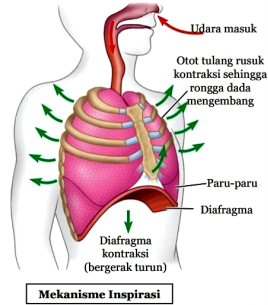 Udara masuk
Otot tulang rusuk
kontraksi sehingga
rongga dada
mengembang
Paru-paru
Diafragma
Diafragma
kontraksi
(bergerak turun)
Mekanisme Inspirasi